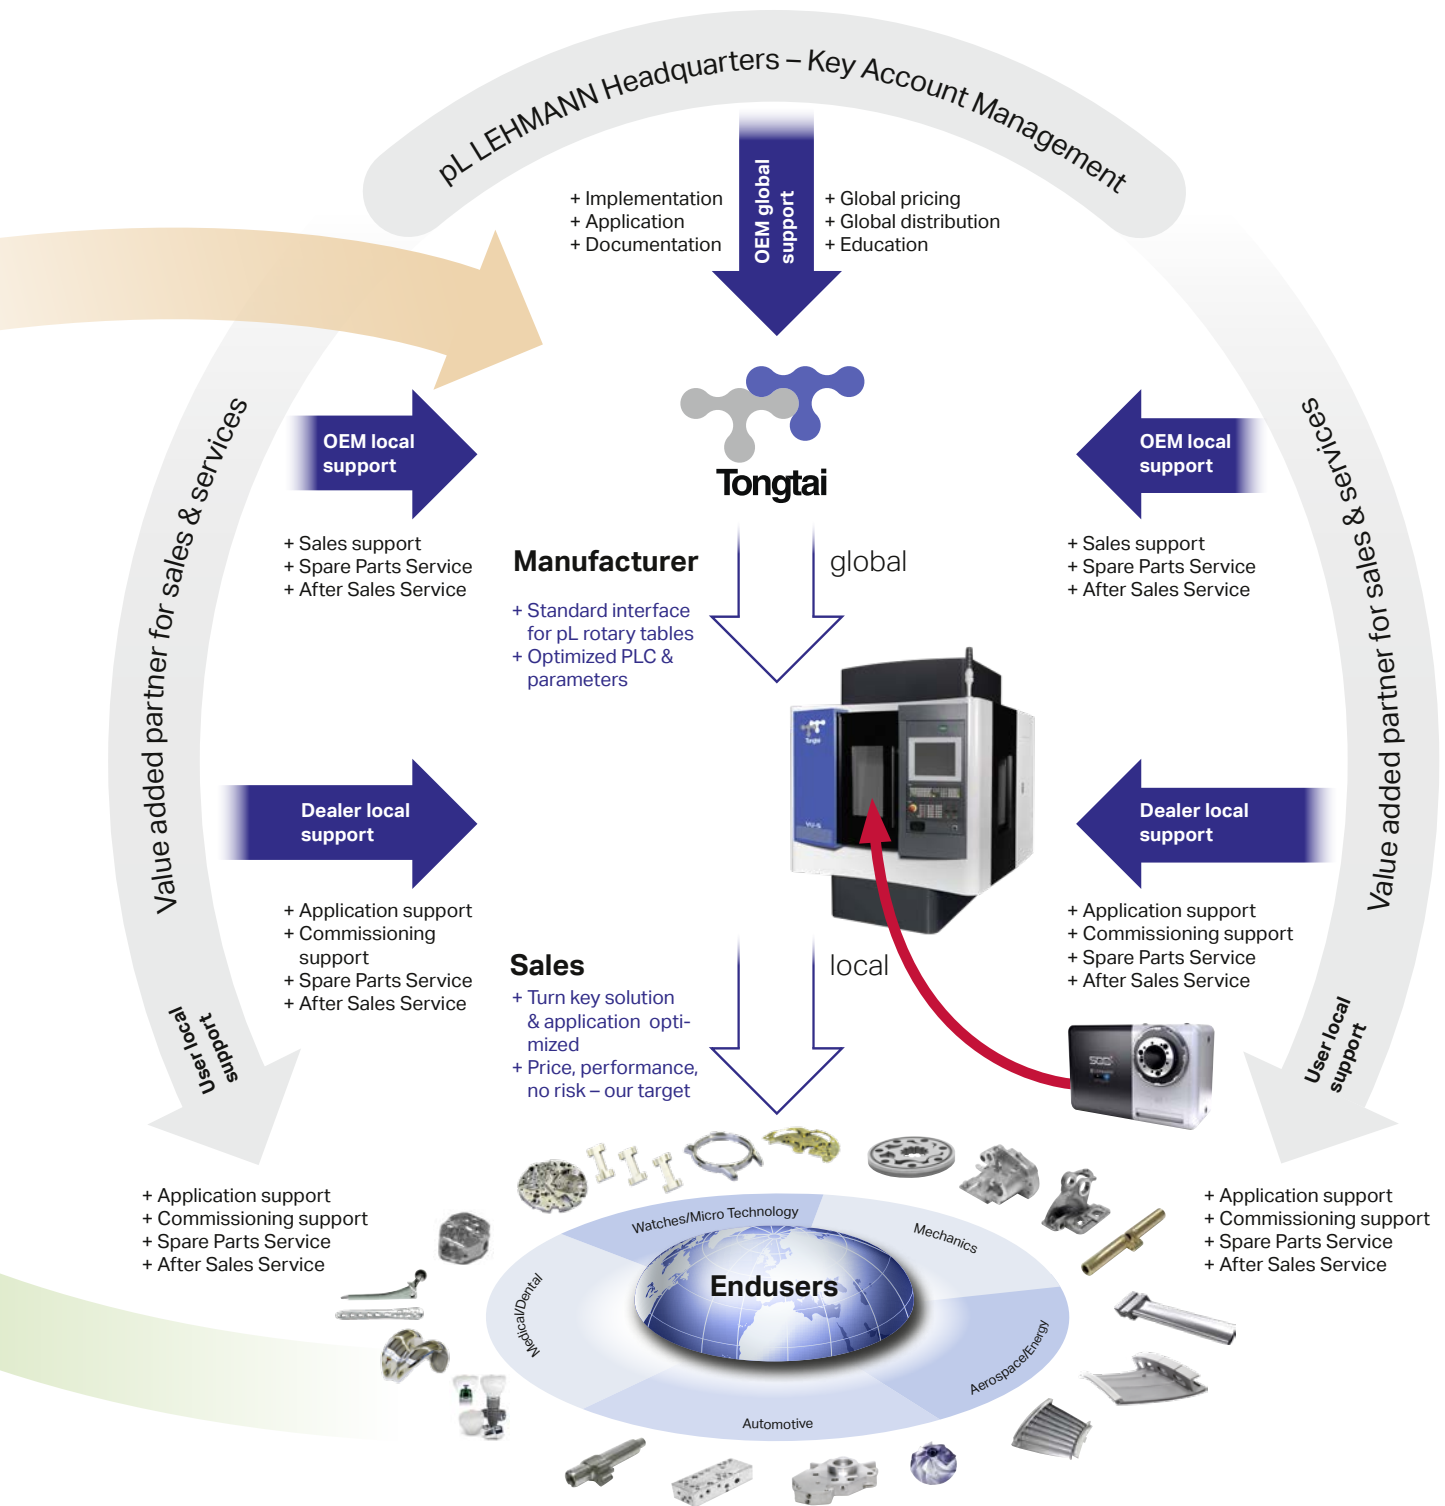 pL LEHMANN Headquarters – Key Account Management
OEM global
support
+ Implementation
+ Application
+ Documentation
+ Global pricing
+ Global distribution
+ Education
Tongtai
Value added partner for sales & services
OEM local
support
+ Sales support
+ Spare Parts Service
+ After Sales Service
Manufacturer
global
+ Standard interface
for pL rotary tables
+ Optimized PLC &
parameters
OEM local
support
+ Sales support
+ Spare Parts Service
+ After Sales Service
Value added partner for sales & services
Tongtai
Dealer local
support
+ Application support
+ Commissioning
support
+ Spare Parts Service
+ After Sales Service
Sales
local
+ Turn key solution
& application opti-
mized
+ Price, performance,
no risk – our target
Dealer local
support
+ Application support
+ Commissioning support
+ Spare Parts Service
+ After Sales Service
User local
support
User local
support
+ Application support
+ Commissioning support
+ Spare Parts Service
+ After Sales Service
+ Application support
+ Commissioning support
+ Spare Parts Service
+ After Sales Service
Watches/Micro Technology
Mechanics
Medical/Dental
Endusers
Aerospace/Energy
Automotive